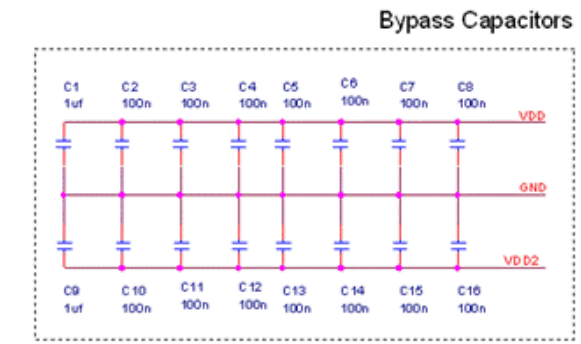 Bypass Capacitors
C1 C2 C3 C4 C5 C6 C7 C8
1uf 100n 100n 100n 100n 100n 100n 100n
VDD
GND
VDD2
C9 C10 C11 C12 C13 C14 C15 C16
1uf 100n 100n 100n 100n 100n 100n 100n